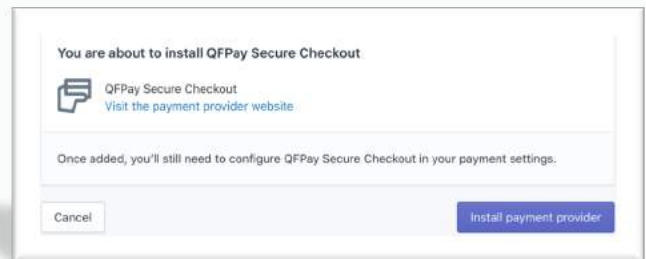 You are about to install QFPay Secure Checkout
QFPay Secure Checkout
Visit the payment provider website
Once added, you'll still need to configure QFPay Secure Checkout in your payment settings.
Cancel
Install payment provider